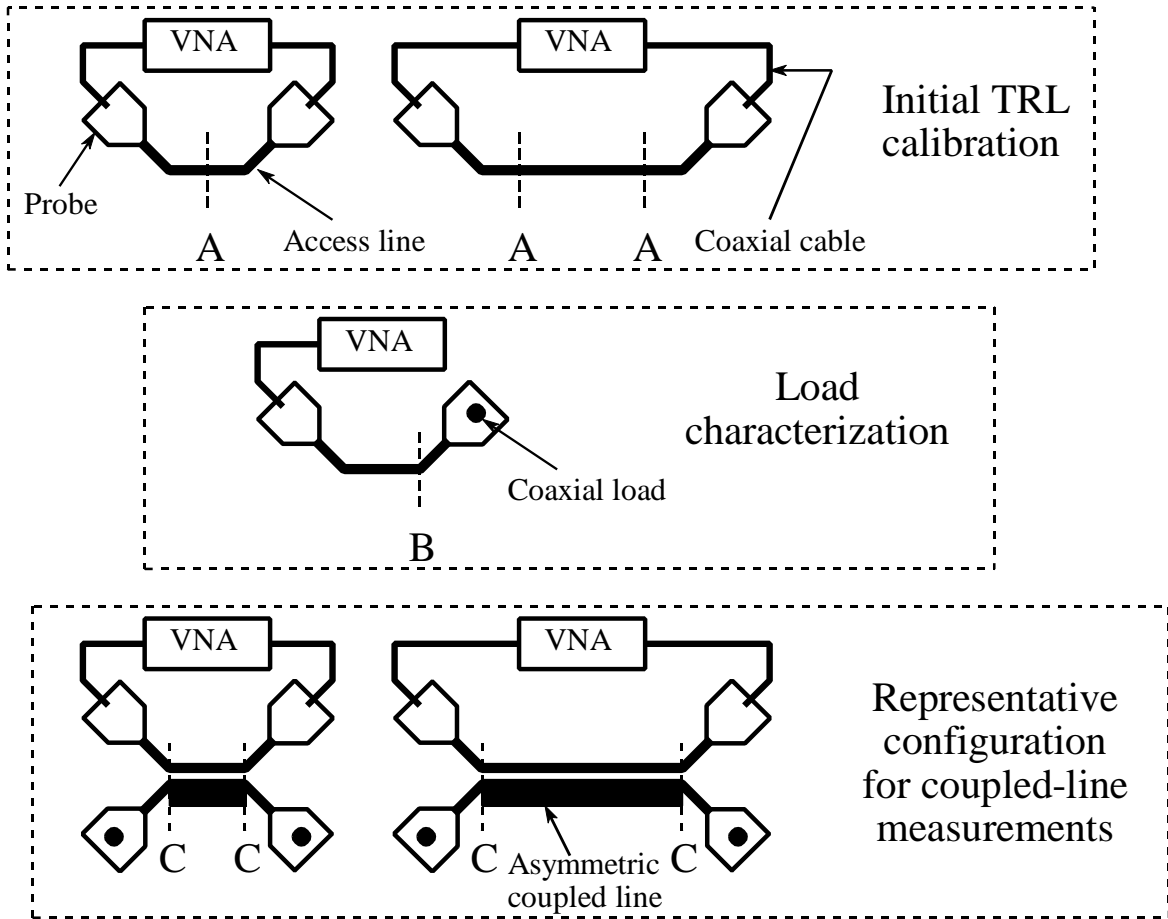 VNA
VNA
Initial TRL
calibration
Probe
A
Access line
A
A
Coaxial cable
VNA
Load
characterization
Coaxial load
B
VNA
VNA
Representative
configuration
for coupled-line
measurements
C
C
C
Asymmetric
coupled line
C